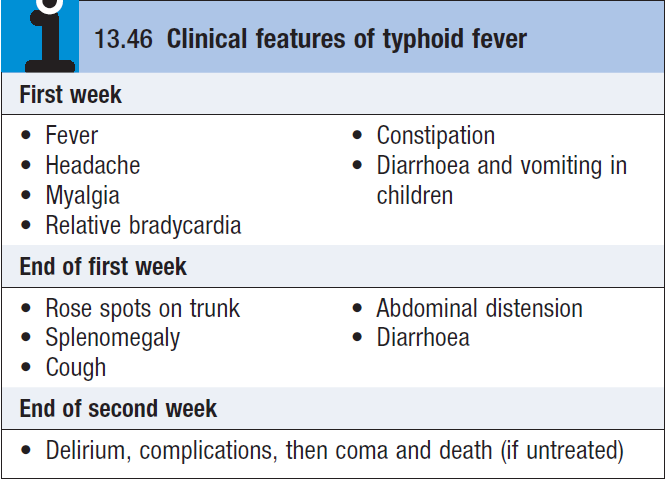 13.46 Clinical features of typhoid fever
First week
• Fever
• Headache
• Myalgia
• Relative bradycardia
• Constipation
• Diarrhoea and vomiting in
children
End of first week
• Rose spots on trunk
• Splenomegaly
• Cough
• Abdominal distension
• Diarrhoea
End of second week
• Delirium, complications, then coma and death (if untreated)